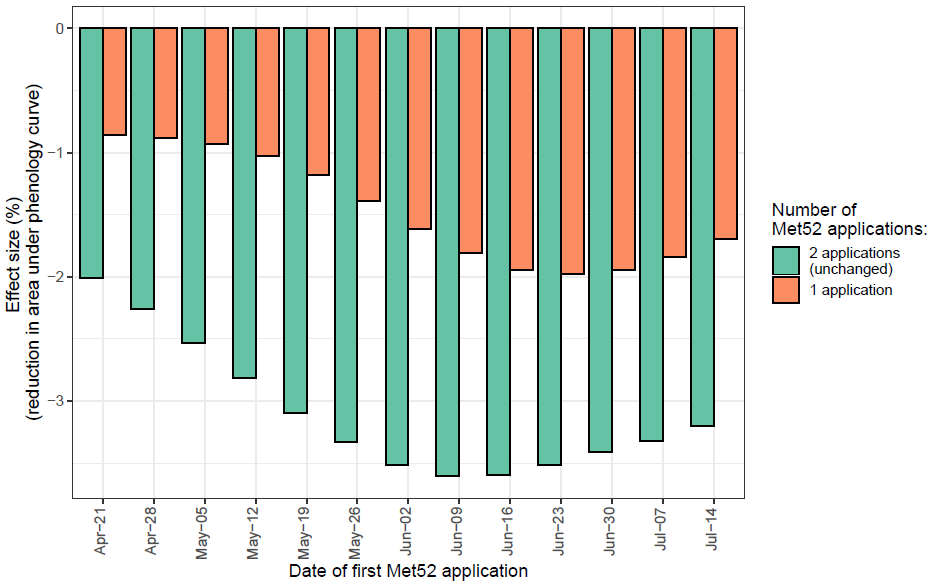 Effect size (%)
(reduction in area under phenology curve)
0
−1
−2
−3
Apr−21
Apr−28
May−05
May−12
May−19
May−26
Jun−02
Jun−09
Jun−16
Jun−23
Jun−30
Jul−07
Jul−14
Date of first Met52 application
Number of
Met52 applications:
2 applications
(unchanged)
1 application